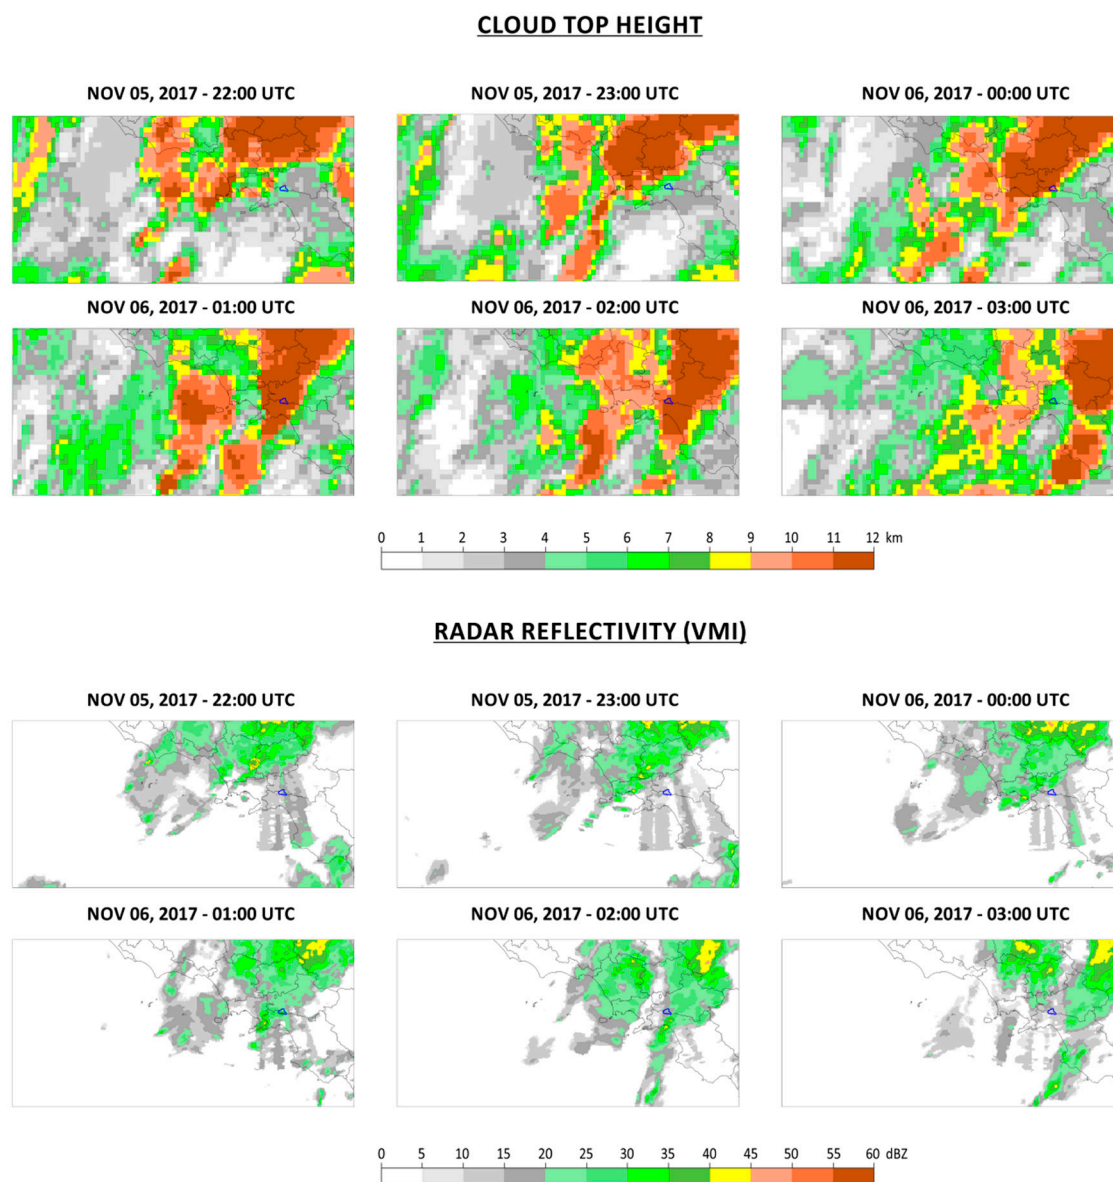 CLOUD TOP HEIGHT
NOV 05, 2017 - 22:00 UTC NOV 05, 2017 - 23:00 UTC NOV 06, 2017 - 00:00 UTC
NOV 06, 2017 - 01:00 UTC NOV 06, 2017 - 02:00 UTC NOV 06, 2017 - 03:00 UTC
0 1 2 3 4 5 6 7 8 9 10 11 12 km
RADAR REFLECTIVITY (VMI)
NOV 05, 2017 - 22:00 UTC NOV 05, 2017 - 23:00 UTC NOV 06, 2017 - 00:00 UTC
NOV 06, 2017 - 01:00 UTC NOV 06, 2017 - 02:00 UTC NOV 06, 2017 - 03:00 UTC
0 5 10 15 20 25 30 35 40 45 50 55 60 dBZ